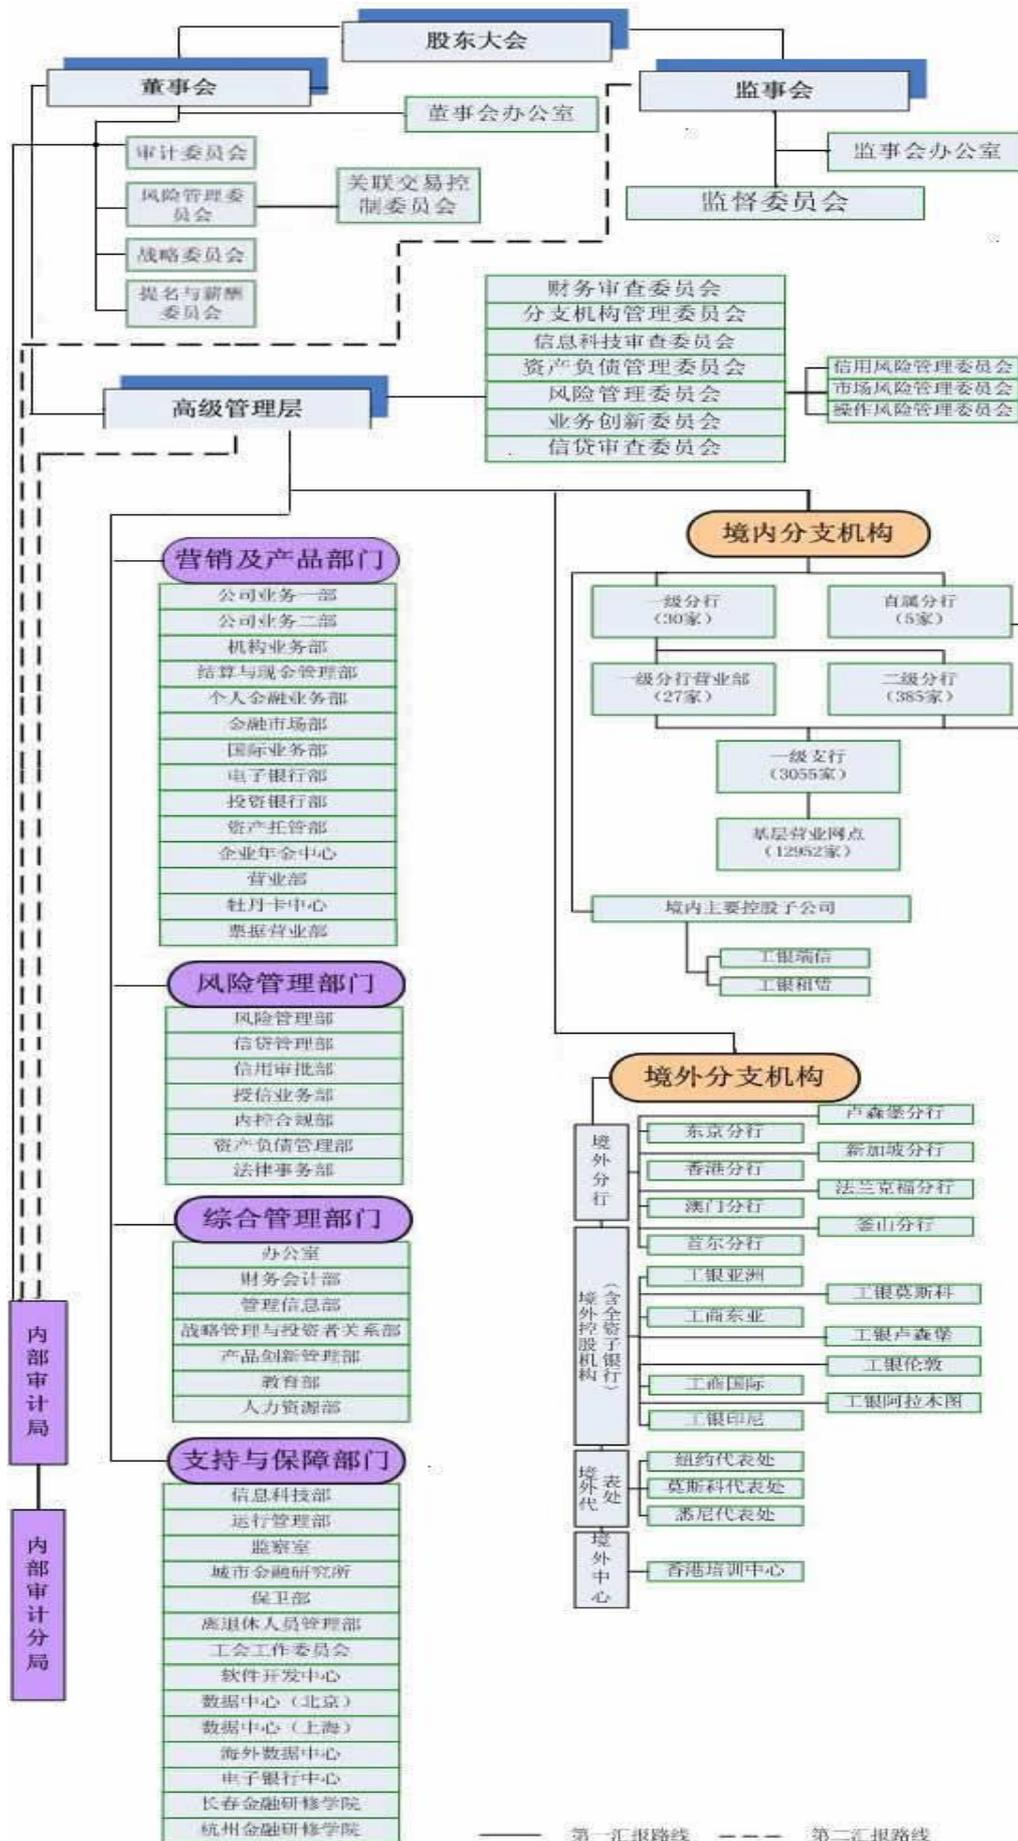 股东大会
董事会
监事会
董事会办公室
审计委员会
监事会办公室
风险管理委
员会
关联交易控
制委员会
监督委员会
战略委员会
提名与薪酬
委员会
财务审查委员会
分支机构管理委员会
信息科技审查委员会
资产负债管理委员会
风险管理委员会
业务创新委员会
信贷审查委员会
信用风险管理委员会
市场风险管理委员会
操作风险管理委员会
高级管理层
营销及产品部门
公司业务一部
公司业务二部
机构业务部
结算与现金管理部
个人金融业务部
金融市场部
国际业务部
电子银行部
投资银行部
资产托管部
企业年金中心
营业部
牡丹卡中心
票据营业部
风险管理部门
风险管理部
信贷管理部
信用审批部
授信业务部
内控合规部
资产负债管理部
法律事务部
综合管理部门
办公室
财务会计部
管理信息部
战略管理与投资者关系部
产品创新管理部
教育部
人力资源部
支持与保障部门
信息科技部
运行管理部
监察室
城市金融研究所
保卫部
离退休人员管理部
工会工作委员会
软件开发中心
数据中心（北京）
数据中心（上海）
海外数据中心
电子银行中心
长春金融研修学院
杭州金融研修学院
内部审计局
内部审计分局
境内分支机构
一级分行
（30家）
直属分行
（5家）
一级分行营业部
（27家）
二级分行
（385家）
一级支行
（3055家）
基层营业网点
（12952家）
境内主要控股子公司
工银瑞信
工银租赁
境外分支机构
境外分行
卢森堡分行
东京分行
新加坡分行
香港分行
法兰克福分行
澳门分行
釜山分行
首尔分行
境外控股机构
（含全资子银行）
工银亚洲
工银莫斯科
工商东亚
工银卢森堡
工银伦敦
工商国际
工银阿拉木图
工银印尼
境外代
表处
纽约代表处
莫斯科代表处
悉尼代表处
境外中心
香港培训中心
第一汇报路线
第二汇报路线